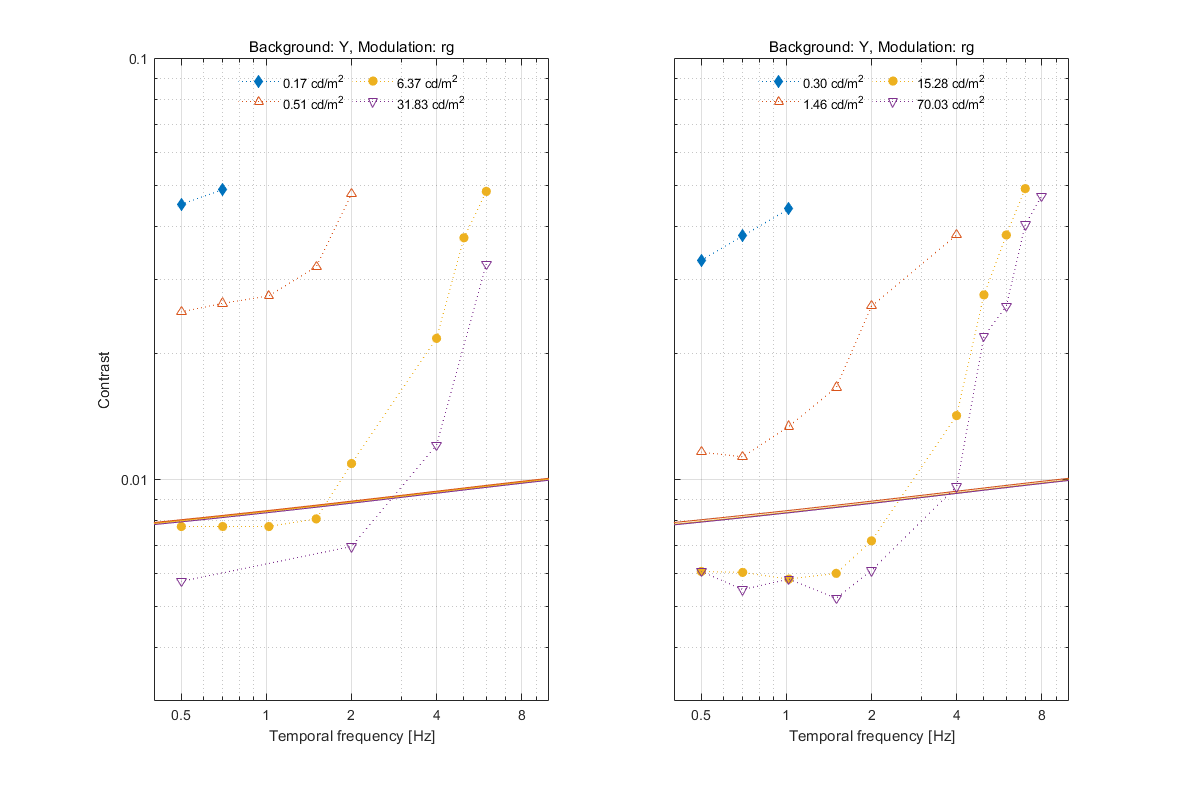 Background: Y, Modulation: rg
0.17 cd/m²
6.37 cd/m²
0.51 cd/m²
31.83 cd/m²
0.1
0.01
Contrast
0.5 1 2 4 8
Temporal frequency [Hz]
Background: Y, Modulation: rg
0.30 cd/m²
15.28 cd/m²
1.46 cd/m²
70.03 cd/m²
0.5 1 2 4 8
Temporal frequency [Hz]